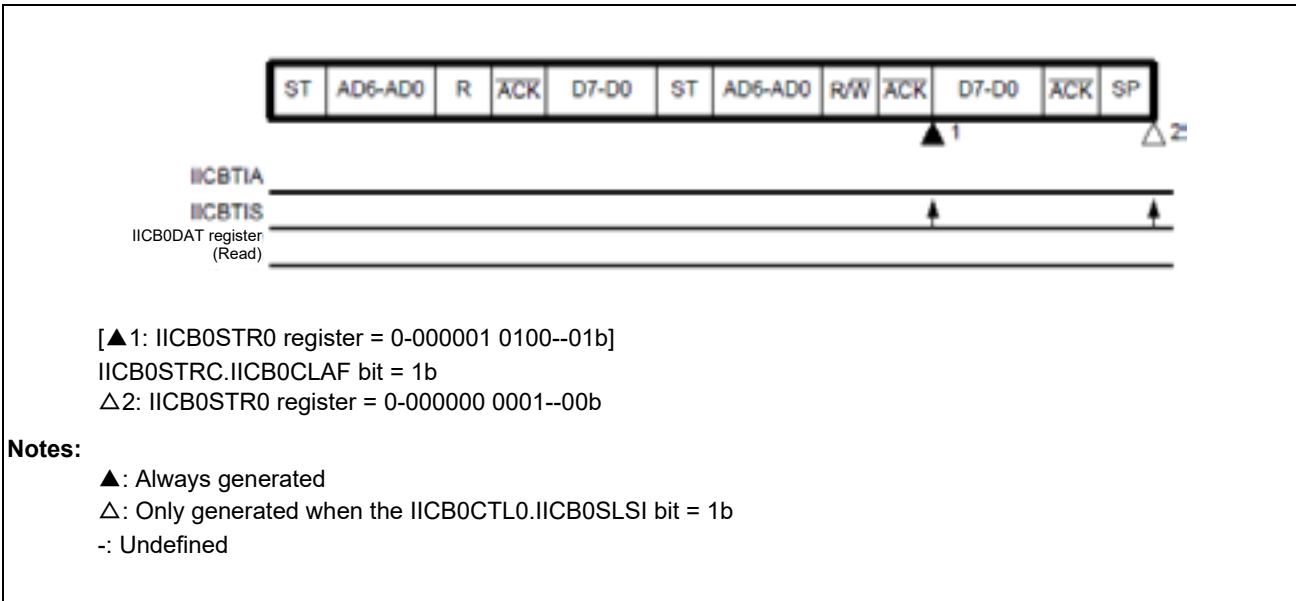 ST AD6-AD0 R ACK D7-D0 ST AD6-AD0 R/W ACK D7-D0 ACK SP
▲1 △2
IICBTIA
IICBTIS
IICB0DAT register
(Read)
[▲1: IICB0STR0 register = 0-000001 0100--01b]
IICB0STRC.IICB0CLAF bit = 1b
△2: IICB0STR0 register = 0-000000 0001--00b
Notes:
▲: Always generated
△: Only generated when the IICB0CTL0.IICB0SLSI bit = 1b
-: Undefined